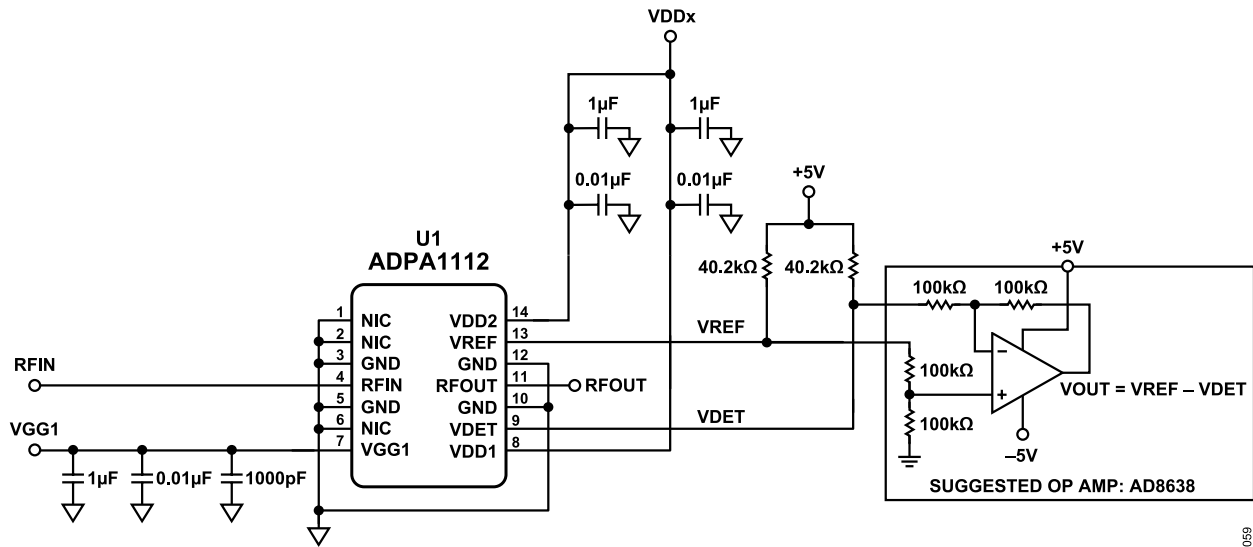 VDDx
1µF
1µF
0.01µF
0.01µF
+5V
+5V
U1
ADPA1112
40.2kΩ
40.2kΩ
100kΩ
100kΩ
1 NIC
2 NIC
3 GND
4 RFIN
5 GND
6 NIC
7 VGG1
VDD2 14
VREF 13
GND 12
RFOUT 11
GND 10
VDET 9
VDD1 8
RFIN
RFOUT
VGG1
VREF
VDET
–
+
100kΩ
100kΩ
VOUT = VREF – VDET
–5V
1µF
0.01µF
1000pF
SUGGESTED OP AMP: AD8638
059